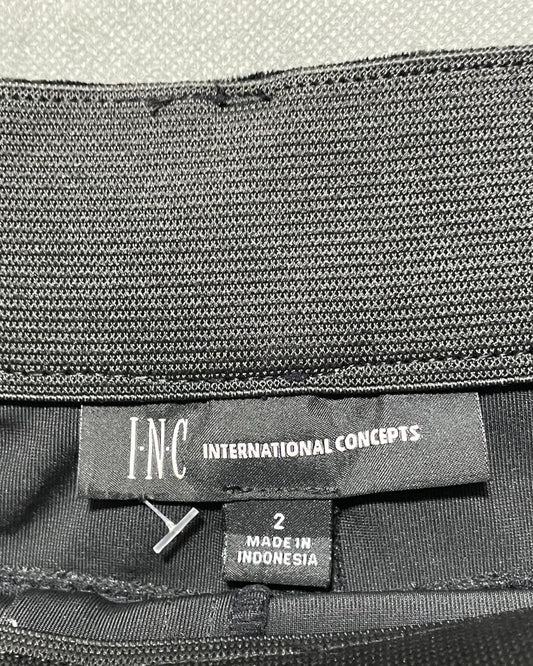 I·N·C INTERNATIONAL CONCEPTS
2
MADE IN
INDONESIA